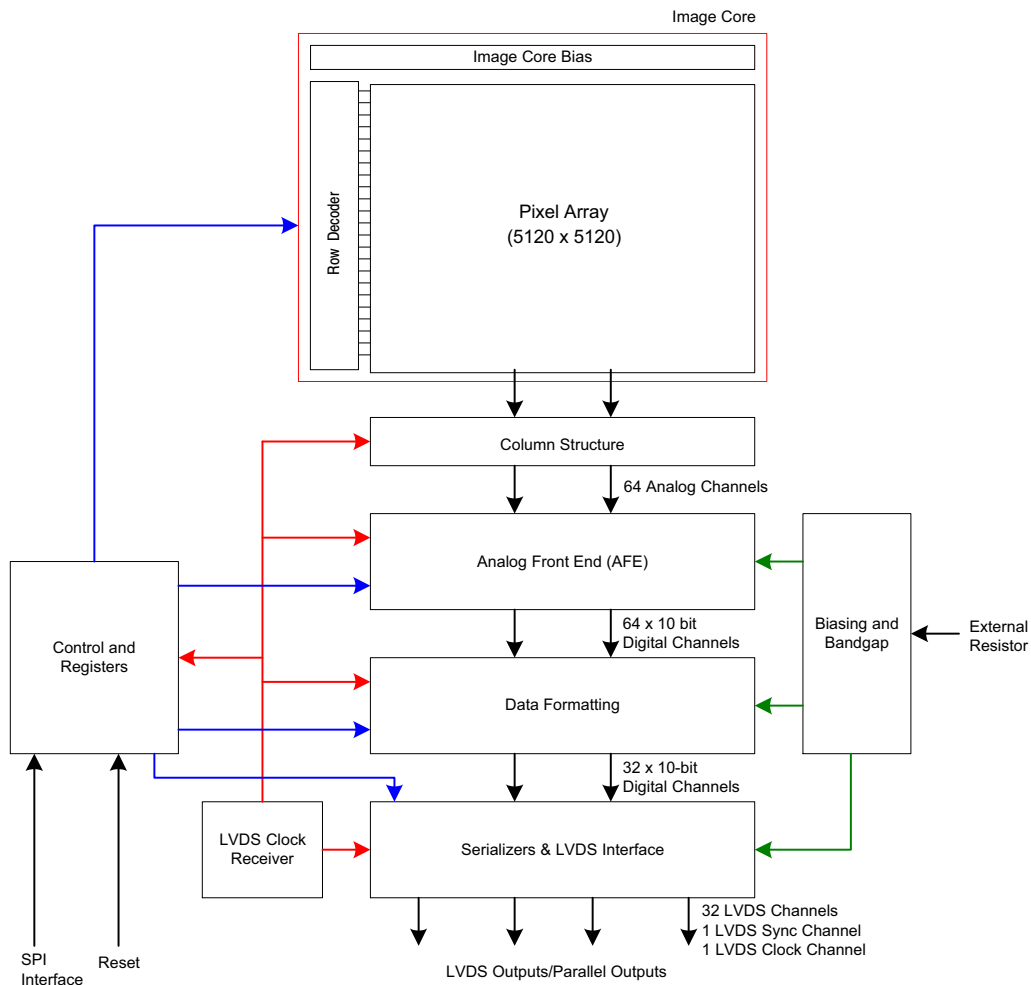 Image Core
Image Core Bias
Row Decoder
Pixel Array
(5120 x 5120)
Column Structure
64 Analog Channels
Analog Front End (AFE)
64 x 10 bit
Digital Channels
Control and
Registers
Biasing and
Bandgap
External
Resistor
Data Formatting
32 x 10-bit
Digital Channels
LVDS Clock
Receiver
Serializers & LVDS Interface
32 LVDS Channels
1 LVDS Sync Channel
1 LVDS Clock Channel
SPI
Interface
Reset
LVDS Outputs/Parallel Outputs